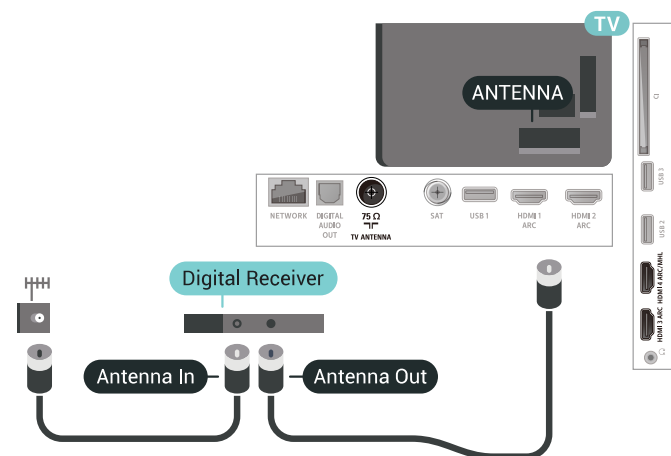 TV
ANTENNA
CI
USB 3
USB 2
HDMI 4 ARC/MHL
HDMI 3 ARC
NETWORK
DIGITAL
AUDIO
OUT
75 Ω
TV ANTENNA
SAT
USB 1
HDMI 1
ARC
HDMI 2
ARC
Digital Receiver
Antenna In
Antenna Out